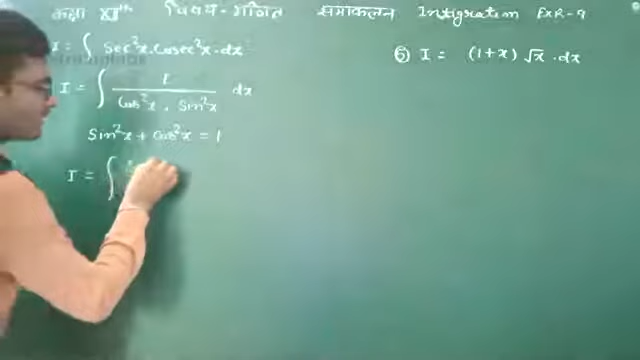 कक्षा XIth विषय - गणित समाकलन Intigration Exr-9
I = ∫ Sec²x. Cosec²x. dx
I = ∫ 1 / Cos²x . Sin²x dx
Sin²x + Cos²x = 1
I = ∫
⑤ I = (1+x) √x . dx